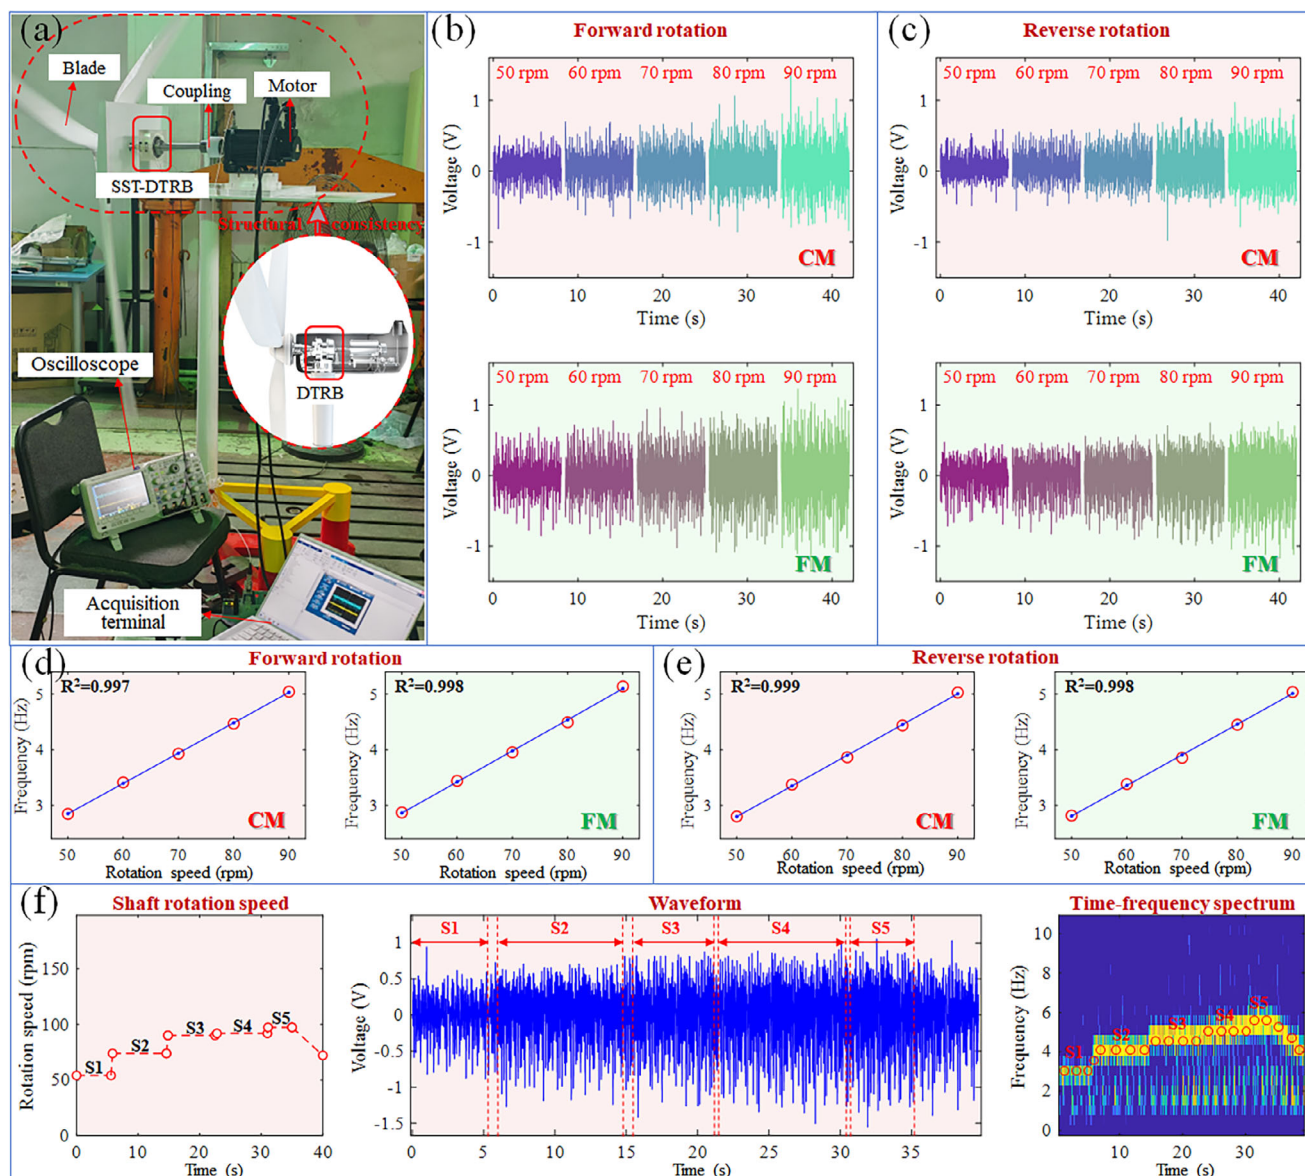 (a)
Blade
Coupling
Motor
SST-DTRB
Structural consistency
DTRB
Oscilloscope
Acquisition
terminal
(b)
Forward rotation
50 rpm 60 rpm 70 rpm 80 rpm 90 rpm
Voltage (V)
1
0
-1
CM
0 10 20 30 40
Time (s)
50 rpm 60 rpm 70 rpm 80 rpm 90 rpm
Voltage (V)
1
0
-1
FM
0 10 20 30 40
Time (s)
(c)
Reverse rotation
50 rpm 60 rpm 70 rpm 80 rpm 90 rpm
Voltage (V)
1
0
-1
CM
0 10 20 30 40
Time (s)
50 rpm 60 rpm 70 rpm 80 rpm 90 rpm
Voltage (V)
1
0
-1
FM
0 10 20 30 40
Time (s)
(d)
Forward rotation
R²=0.997
Frequency (Hz)
5
4
3
CM
50 60 70 80 90
Rotation speed (rpm)
R²=0.998
Frequency (Hz)
5
4
3
FM
50 60 70 80 90
Rotation speed (rpm)
(e)
Reverse rotation
R²=0.999
Frequency (Hz)
5
4
3
CM
50 60 70 80 90
Rotation speed (rpm)
R²=0.998
Frequency (Hz)
5
4
3
FM
50 60 70 80 90
Rotation speed (rpm)
(f)
Shaft rotation speed
Rotation speed (rpm)
150
100
50
0
S1 S2 S3 S4 S5
0 10 20 30 40
Time (s)
Waveform
S1 S2 S3 S4 S5
Voltage (V)
1
0.5
0
-0.5
-1
-1.5
0 5 10 15 20 25 30 35
Time (s)
Time-frequency spectrum
Frequency (Hz)
10
8
6
4
2
0
S1 S2 S3 S4 S5
10 20 30
Time (s)